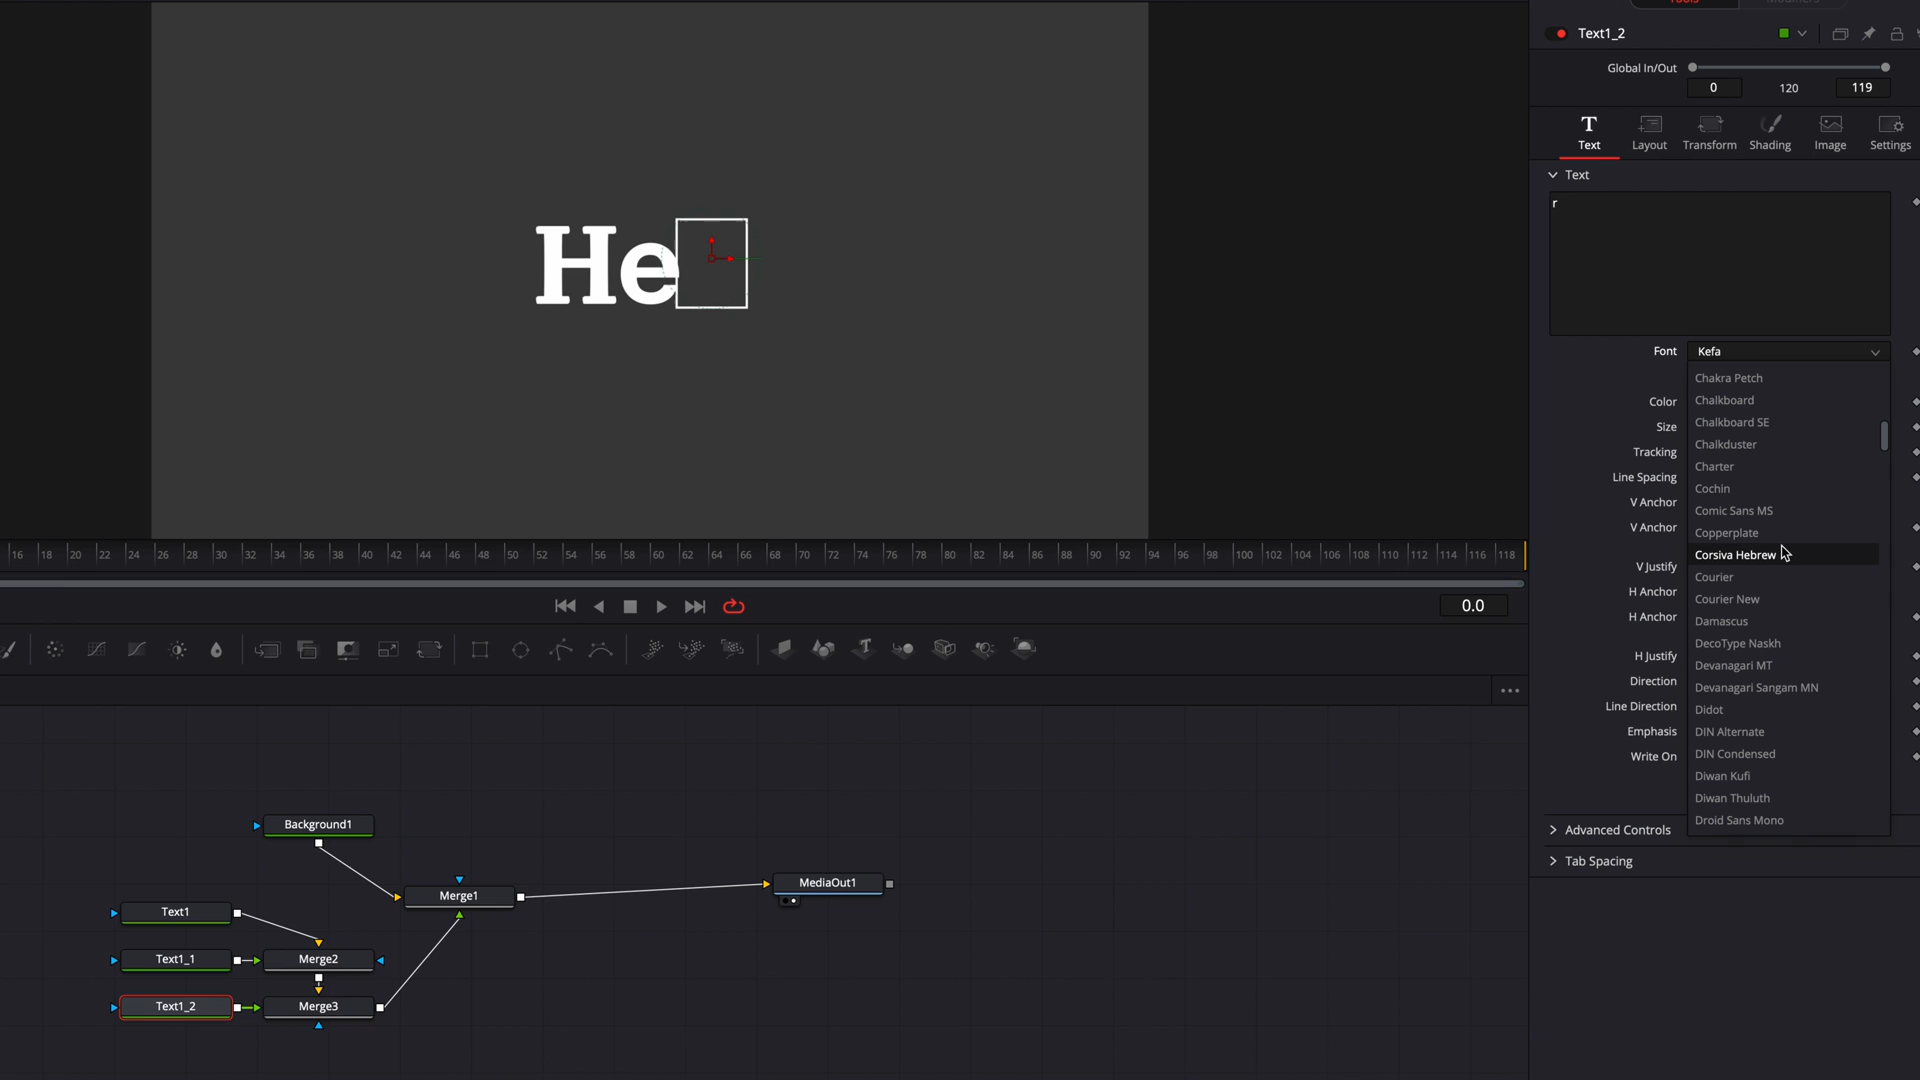 Tools Modifiers
Text1_2
Global In/Out
0 120 119
Text Layout Transform Shading Image Settings
Text
r
He
Font Kefa
Chakra Petch
Color
Chalkboard
Size
Chalkboard SE
Tracking
Chalkduster
Line Spacing
Charter
V Anchor
Cochin
Comic Sans MS
V Anchor
Copperplate
Corsiva Hebrew
V Justify
Courier
H Anchor
Courier New
H Anchor
Damascus
DecoType Naskh
H Justify
Devanagari MT
Direction
Devanagari Sangam MN
Line Direction
Didot
Emphasis
DIN Alternate
Write On
DIN Condensed
Diwan Kufi
Diwan Thuluth
Droid Sans Mono
Advanced Controls
Tab Spacing
16 18 20 22 24 26 28 30 32 34 36 38 40 42 44 46 48 50 52 54 56 58 60 62 64 66 68 70 72 74 76 78 80 82 84 86 88 90 92 94 96 98 100 102 104 106 108 110 112 114 116 118
0.0
T
Background1
Merge1
MediaOut1
Text1
Text1_1 Merge2
Text1_2 Merge3